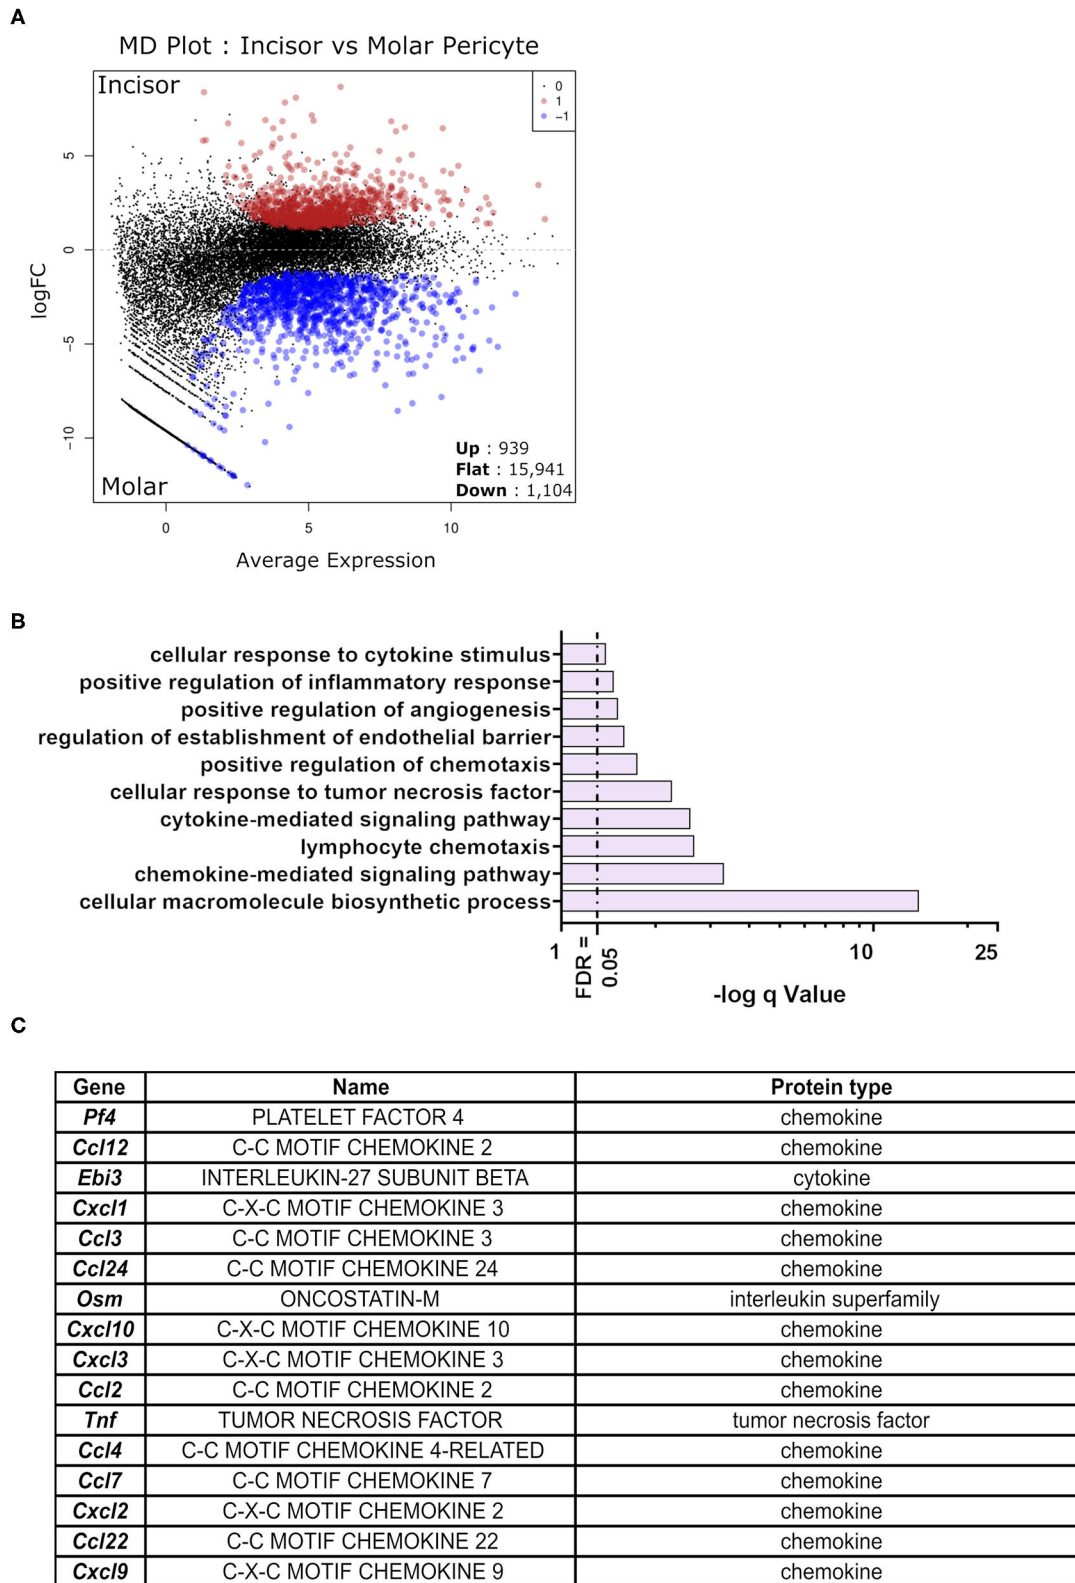 A
MD Plot : Incisor vs Molar Pericyte
Incisor
0
1
−1
5
0
−5
−10
logFC
Up : 939
Flat : 15,941
Down : 1,104
Molar
0 5 10
Average Expression
B
cellular response to cytokine stimulus
positive regulation of inflammatory response
positive regulation of angiogenesis
regulation of establishment of endothelial barrier
positive regulation of chemotaxis
cellular response to tumor necrosis factor
cytokine-mediated signaling pathway
lymphocyte chemotaxis
chemokine-mediated signaling pathway
cellular macromolecule biosynthetic process
1 10 25
FDR =
0.05
-log q Value
C
Gene Name Protein type
Pf4 PLATELET FACTOR 4 chemokine
Ccl12 C-C MOTIF CHEMOKINE 2 chemokine
Ebi3 INTERLEUKIN-27 SUBUNIT BETA cytokine
Cxcl1 C-X-C MOTIF CHEMOKINE 3 chemokine
Ccl3 C-C MOTIF CHEMOKINE 3 chemokine
Ccl24 C-C MOTIF CHEMOKINE 24 chemokine
Osm ONCOSTATIN-M interleukin superfamily
Cxcl10 C-X-C MOTIF CHEMOKINE 10 chemokine
Cxcl3 C-X-C MOTIF CHEMOKINE 3 chemokine
Ccl2 C-C MOTIF CHEMOKINE 2 chemokine
Tnf TUMOR NECROSIS FACTOR tumor necrosis factor
Ccl4 C-C MOTIF CHEMOKINE 4-RELATED chemokine
Ccl7 C-C MOTIF CHEMOKINE 7 chemokine
Cxcl2 C-X-C MOTIF CHEMOKINE 2 chemokine
Ccl22 C-C MOTIF CHEMOKINE 22 chemokine
Cxcl9 C-X-C MOTIF CHEMOKINE 9 chemokine